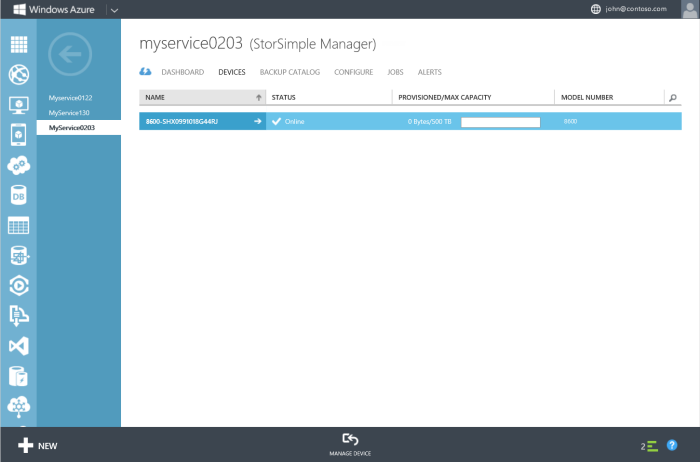 Windows Azure
john@contoso.com
myservice0203 (StorSimple Manager)
DASHBOARD DEVICES BACKUP CATALOG CONFIGURE JOBS ALERTS
Myservice0122
MyService130
MyService0203
NAME STATUS PROVISIONED/MAX CAPACITY MODEL NUMBER
8600-SHX0991018G44RJ Online 0 Bytes/500 TB 8600
DB
NEW
MANAGE DEVICE
2
?